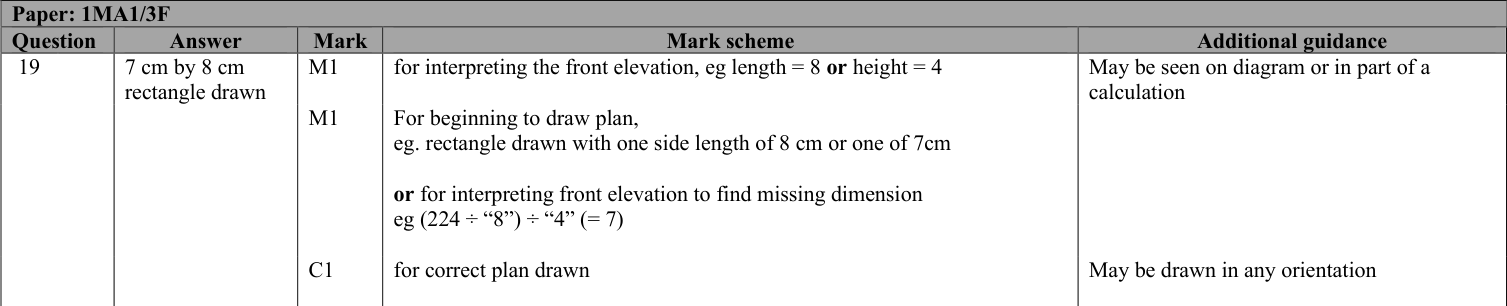 Paper: 1MA1/3F
Question Answer Mark Mark scheme Additional guidance
19 7 cm by 8 cm M1 for interpreting the front elevation, eg length = 8 or height = 4 May be seen on diagram or in part of a
rectangle drawn calculation
M1 For beginning to draw plan,
eg. rectangle drawn with one side length of 8 cm or one of 7cm
or for interpreting front elevation to find missing dimension
eg (224 ÷ “8”) ÷ “4” (= 7)
C1 for correct plan drawn May be drawn in any orientation